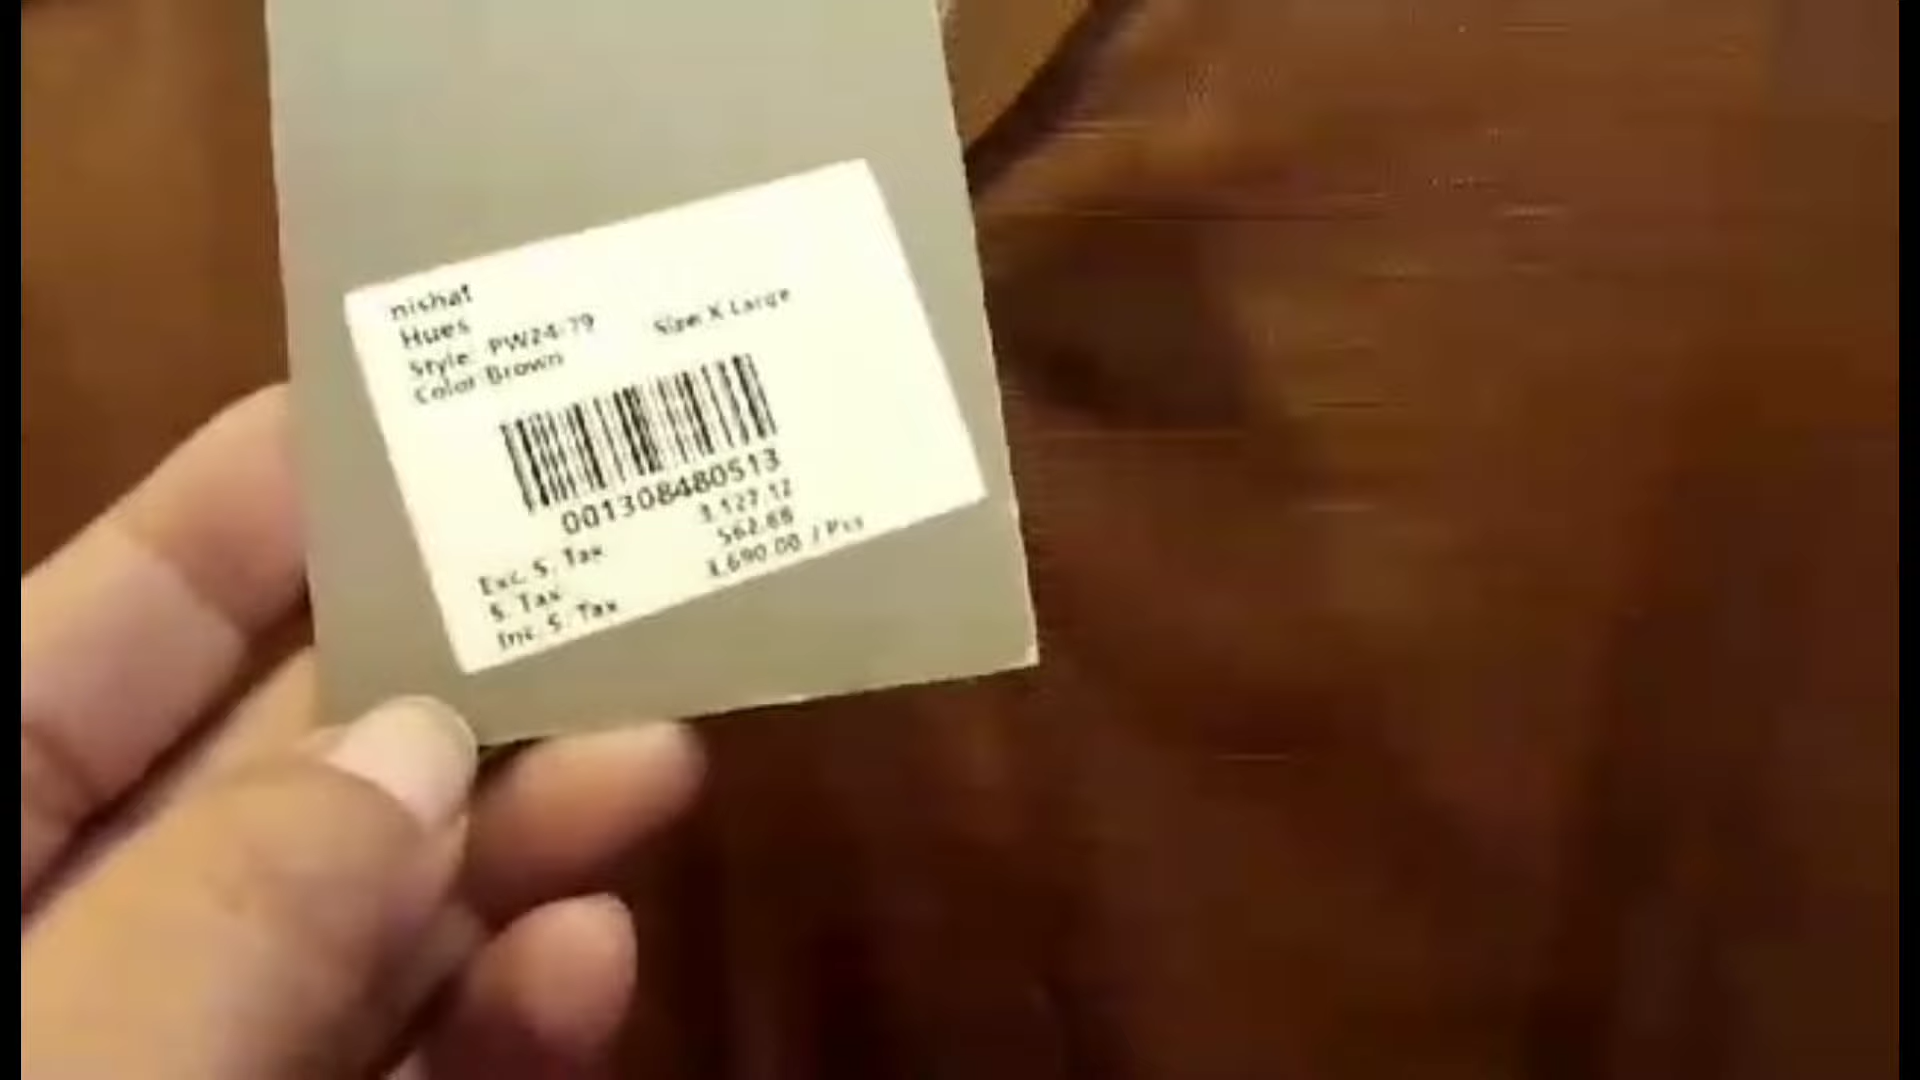 nishat
Hues
Style: PW24-79 Size X Large
Color Brown
001308480513
Exc. S. Tax 3,127.12
S. Tax 562.88
Inc. S. Tax 3,690.00 / Pcs